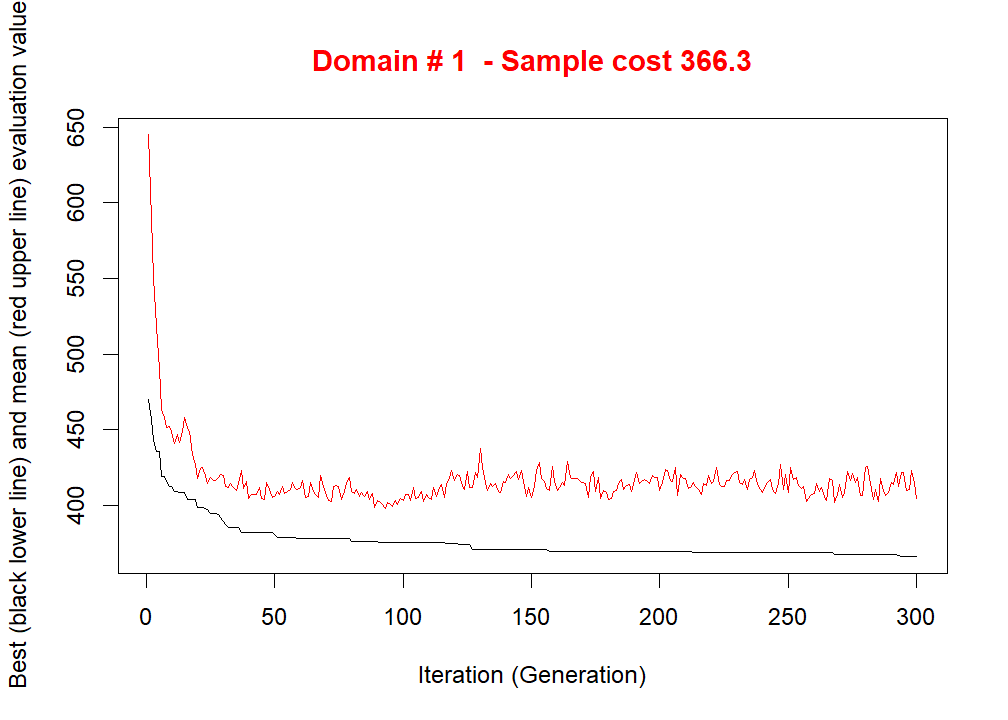 Domain # 1  - Sample cost 366.3
Best (black lower line) and mean (red upper line) evaluation value
650
600
550
500
450
400
0 50 100 150 200 250 300
Iteration (Generation)